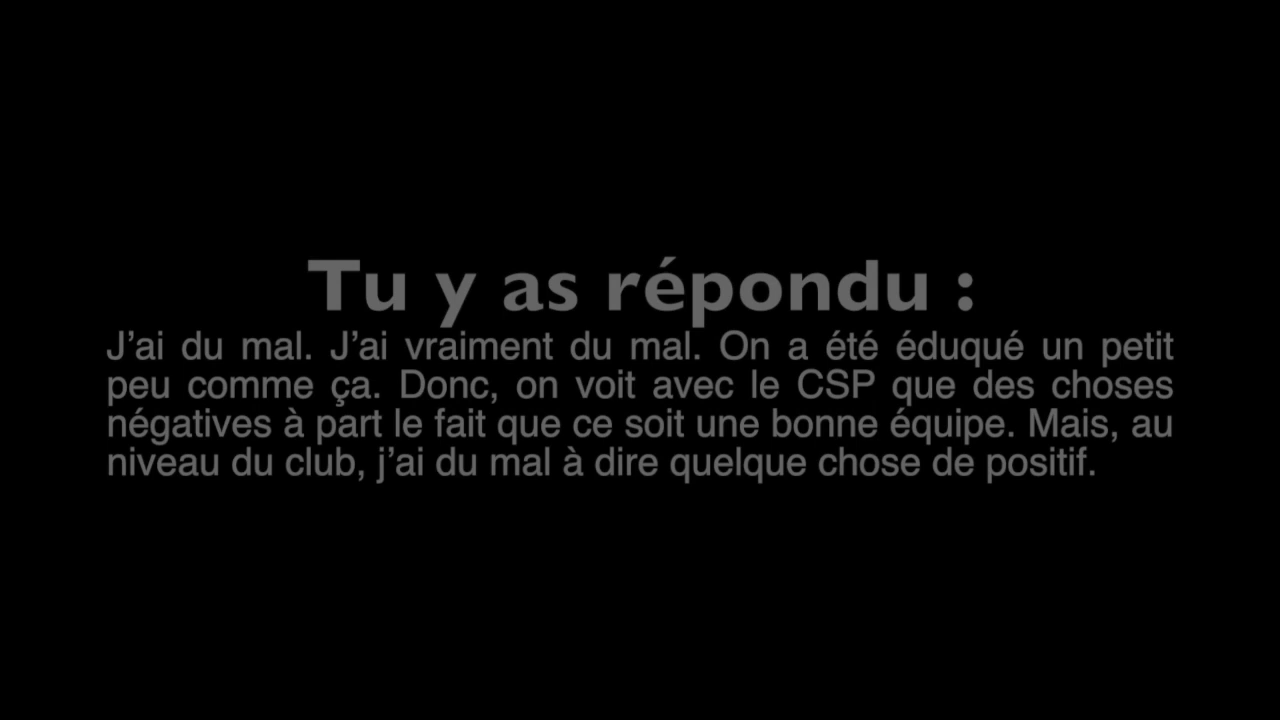 Tu y as répondu :
J’ai du mal. J’ai vraiment du mal. On a été éduqué un petit
peu comme ça. Donc, on voit avec le CSP que des choses
négatives à part le fait que ce soit une bonne équipe. Mais, au
niveau du club, j’ai du mal à dire quelque chose de positif.